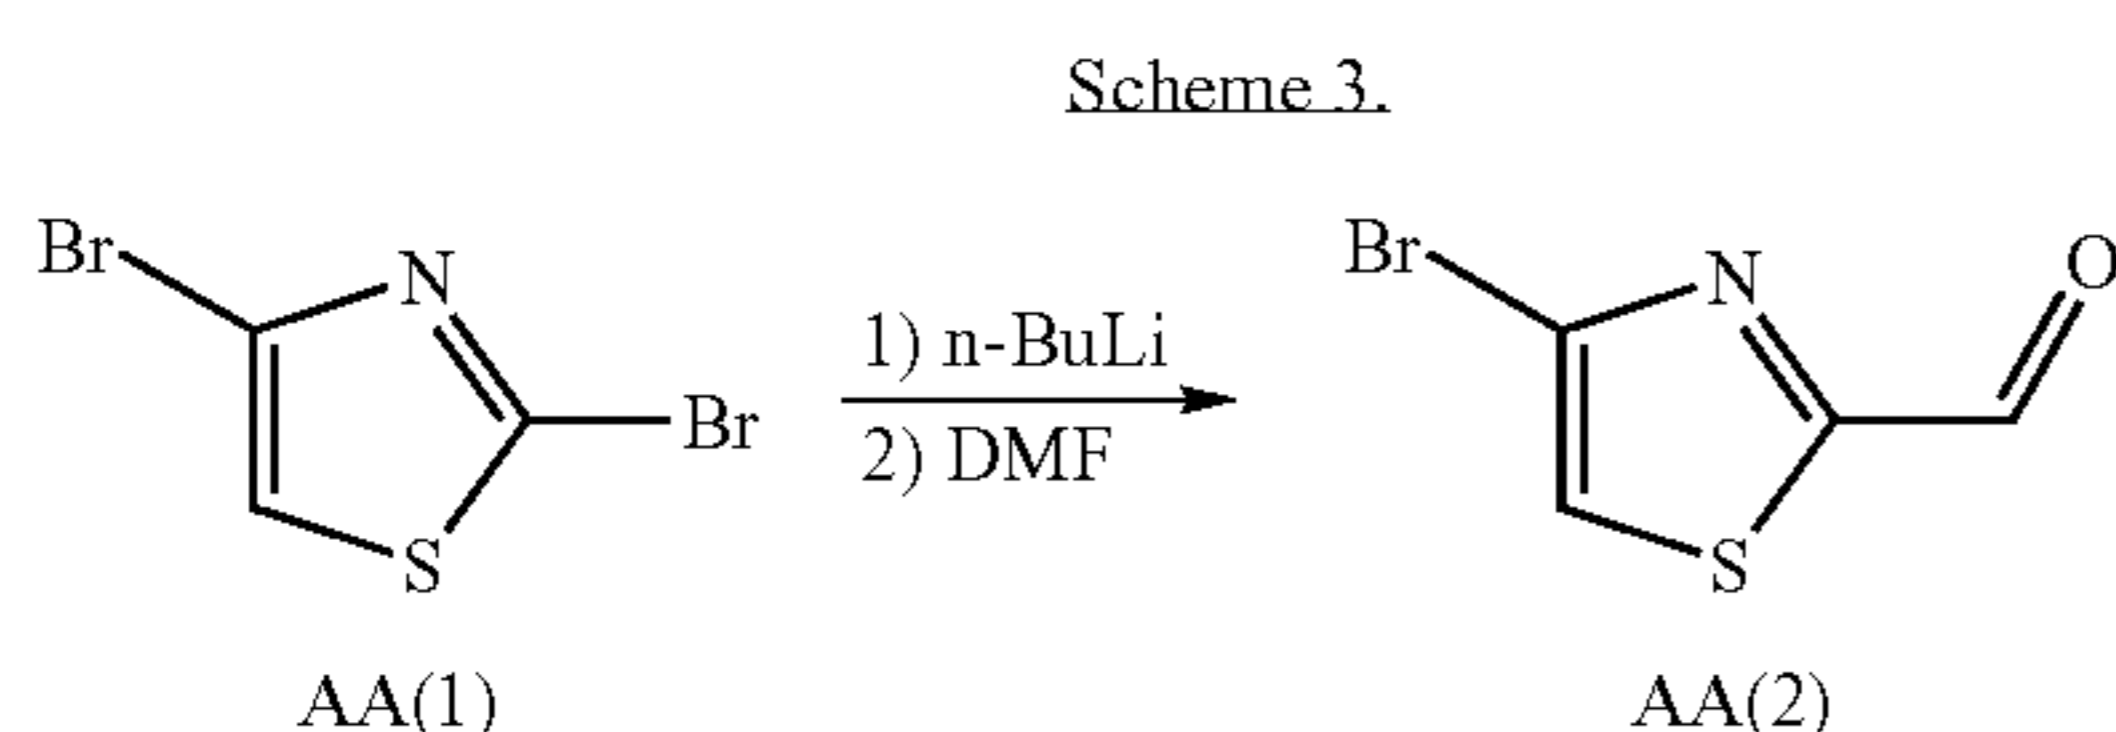 Scheme 3.
Br
N
Br
S
AA(1)
1) n-BuLi
2) DMF
Br
N
O
S
AA(2)